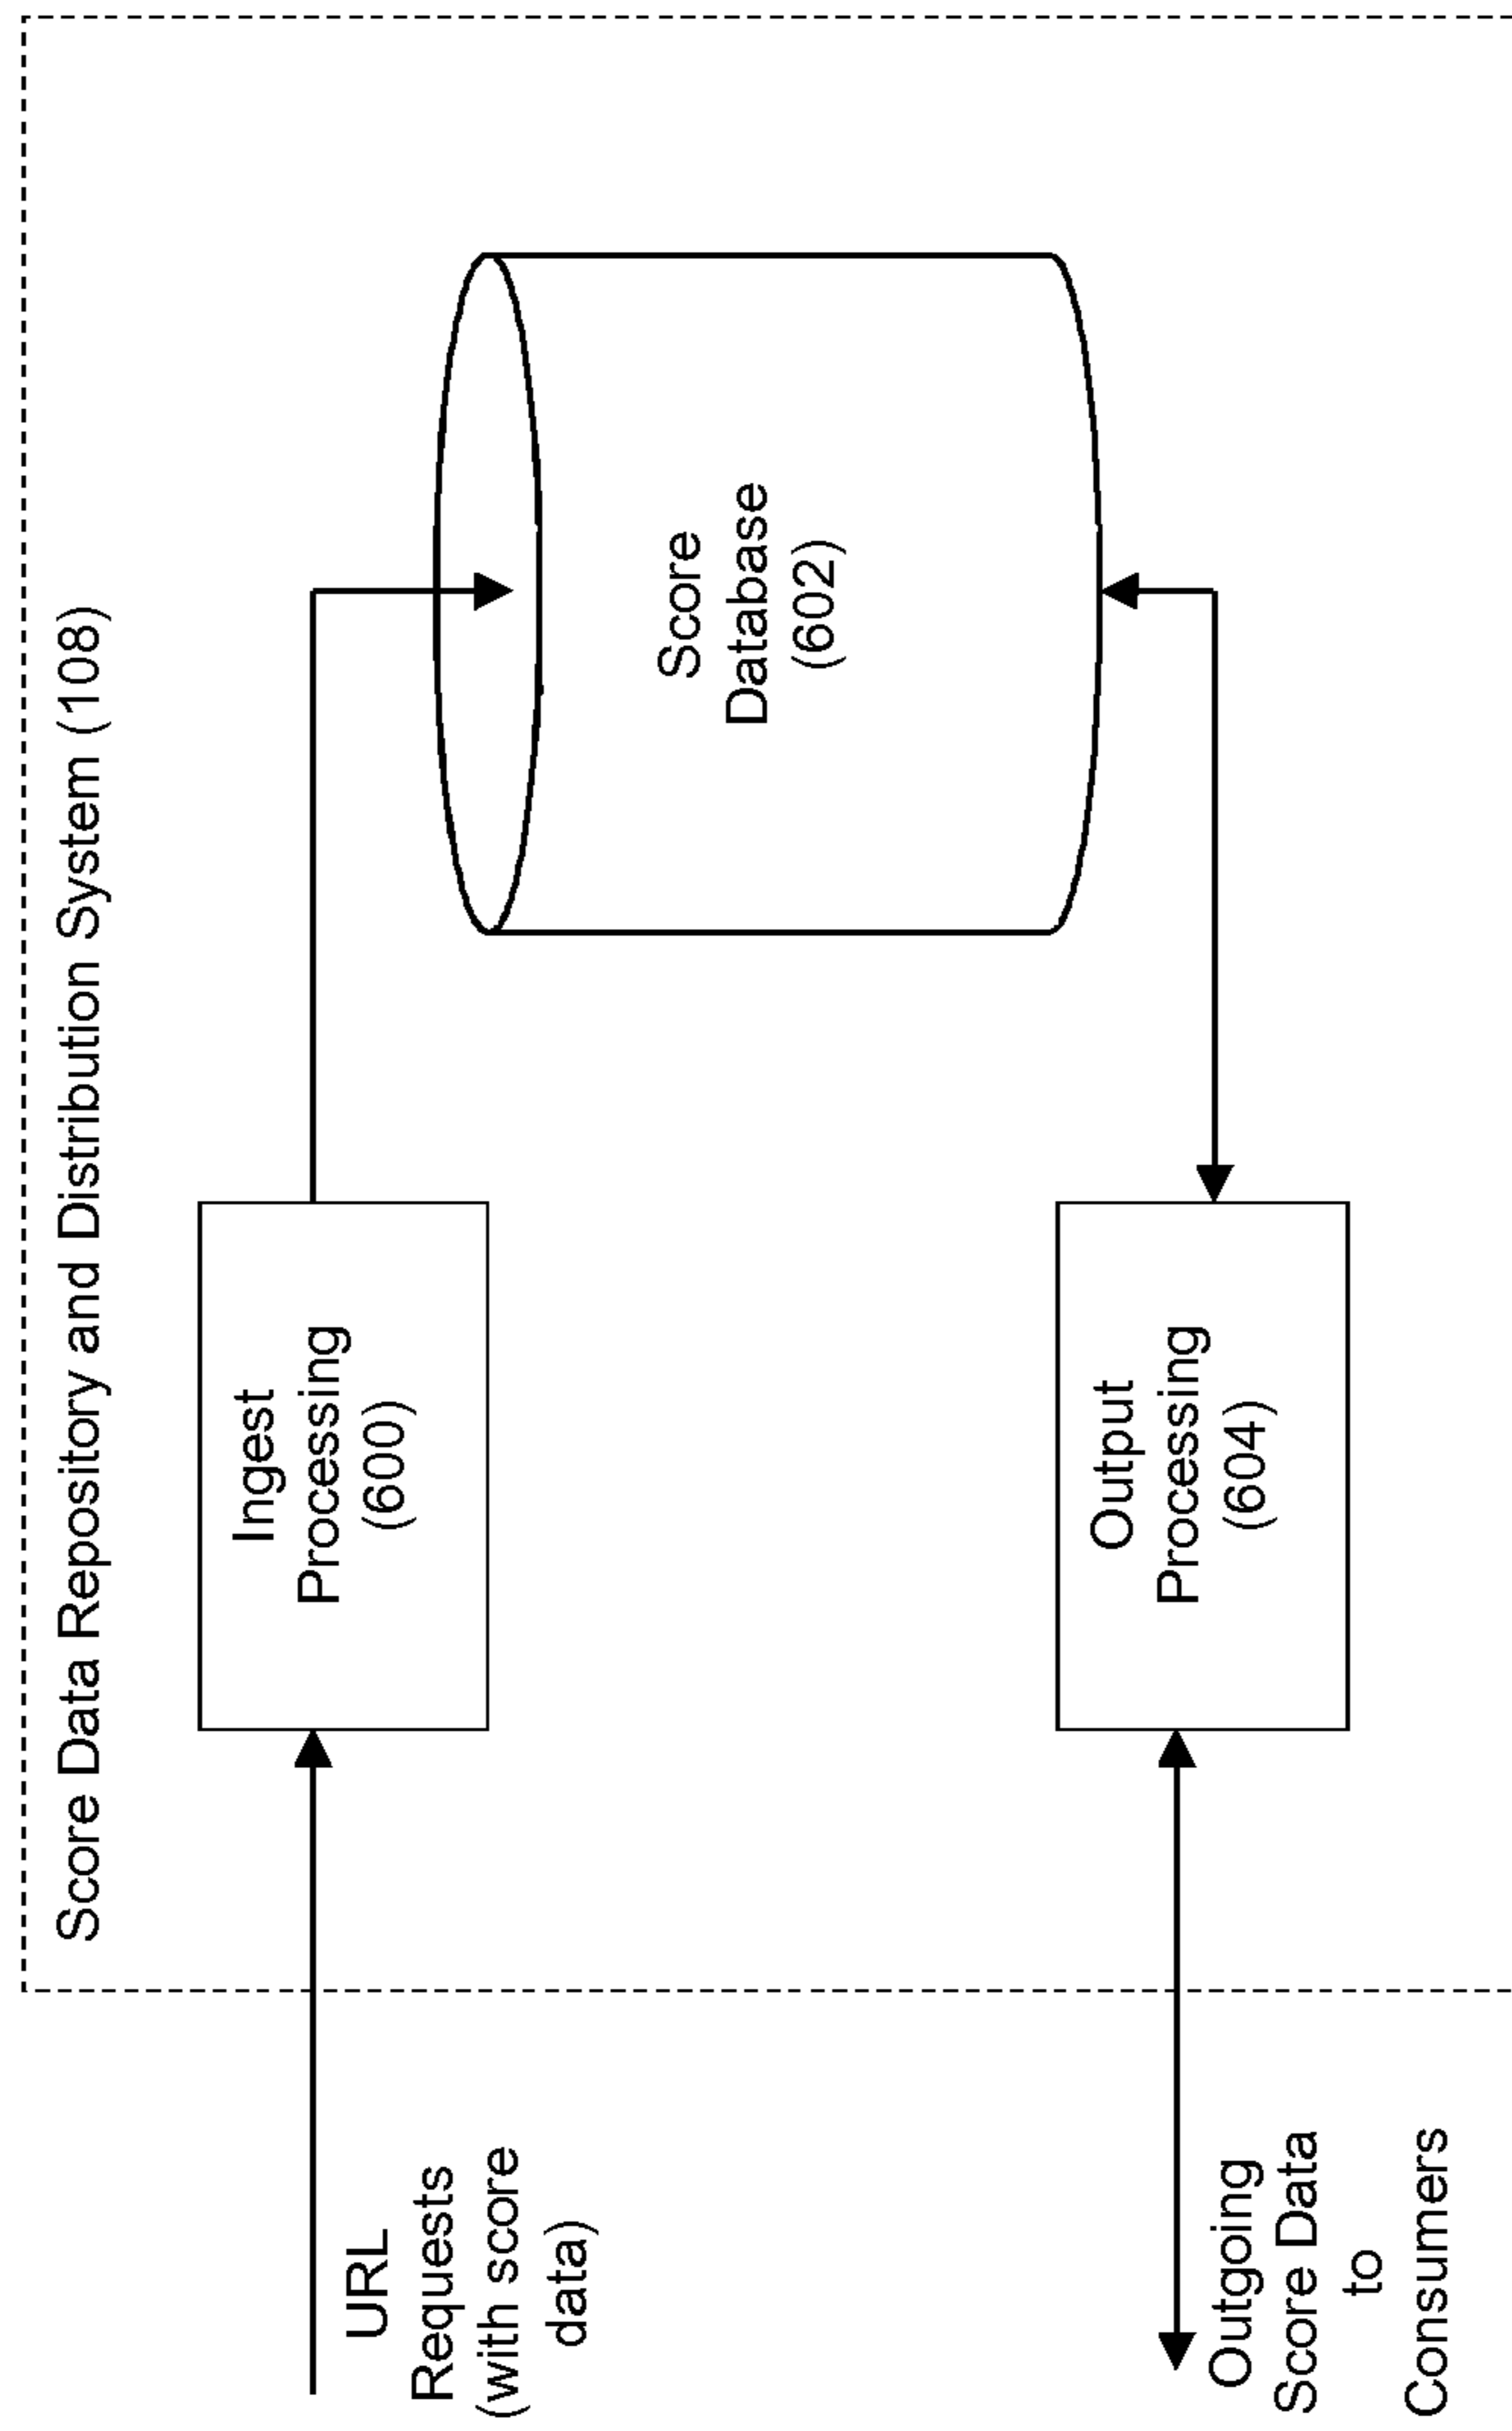 Score Data Repository and Distribution System (108)
URL
Requests
(with score
data)
Ingest
Processing
(600)
Score
Database
(602)
Outgoing
Score Data
to
Consumers
Output
Processing
(604)